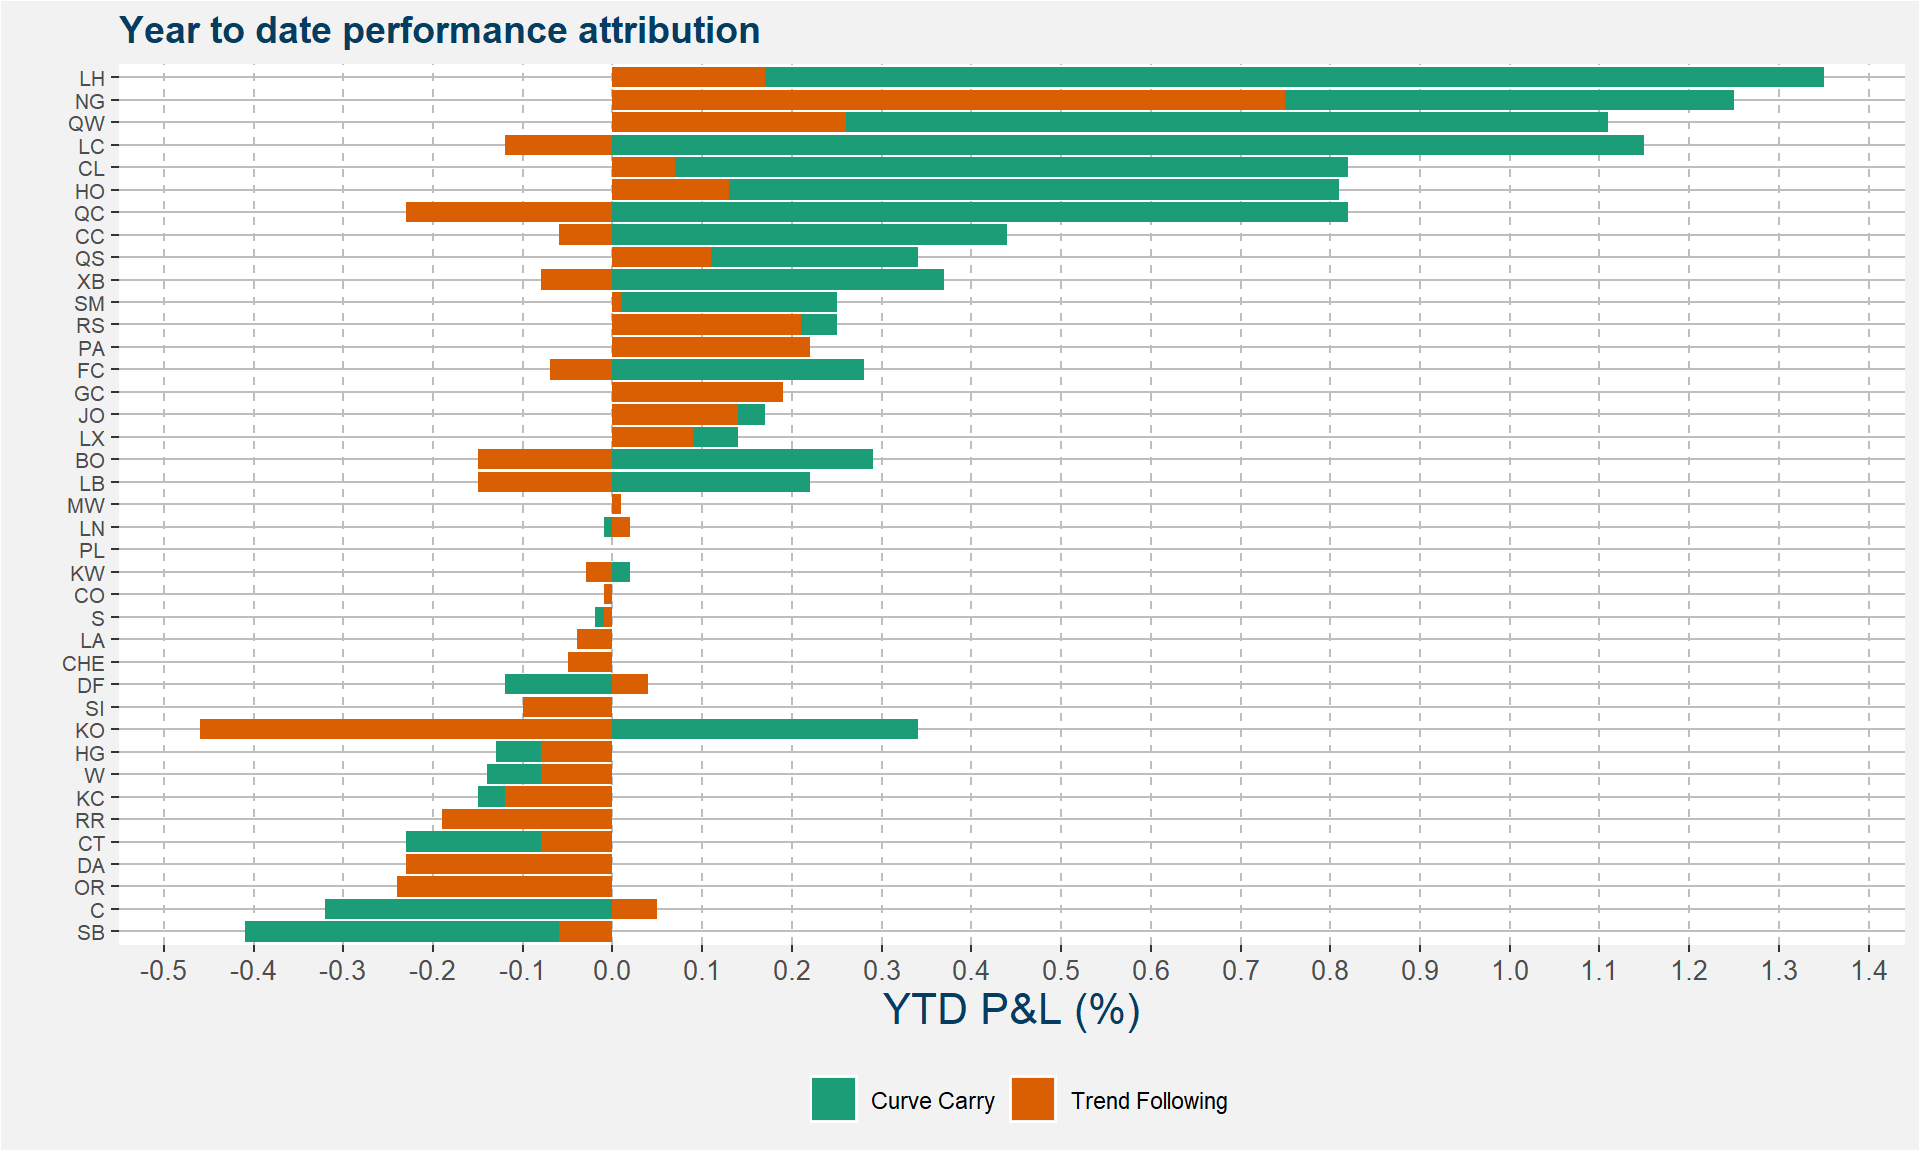 Year to date performance attribution
LH
NG
QW
LC
CL
HO
QC
CC
QS
XB
SM
RS
PA
FC
GC
JO
LX
BO
LB
MW
LN
PL
KW
CO
S
LA
CHE
DF
SI
KO
HG
W
KC
RR
CT
DA
OR
C
SB
-0.5 -0.4 -0.3 -0.2 -0.1 0.0 0.1 0.2 0.3 0.4 0.5 0.6 0.7 0.8 0.9 1.0 1.1 1.2 1.3 1.4
YTD P&L (%)
Curve Carry Trend Following